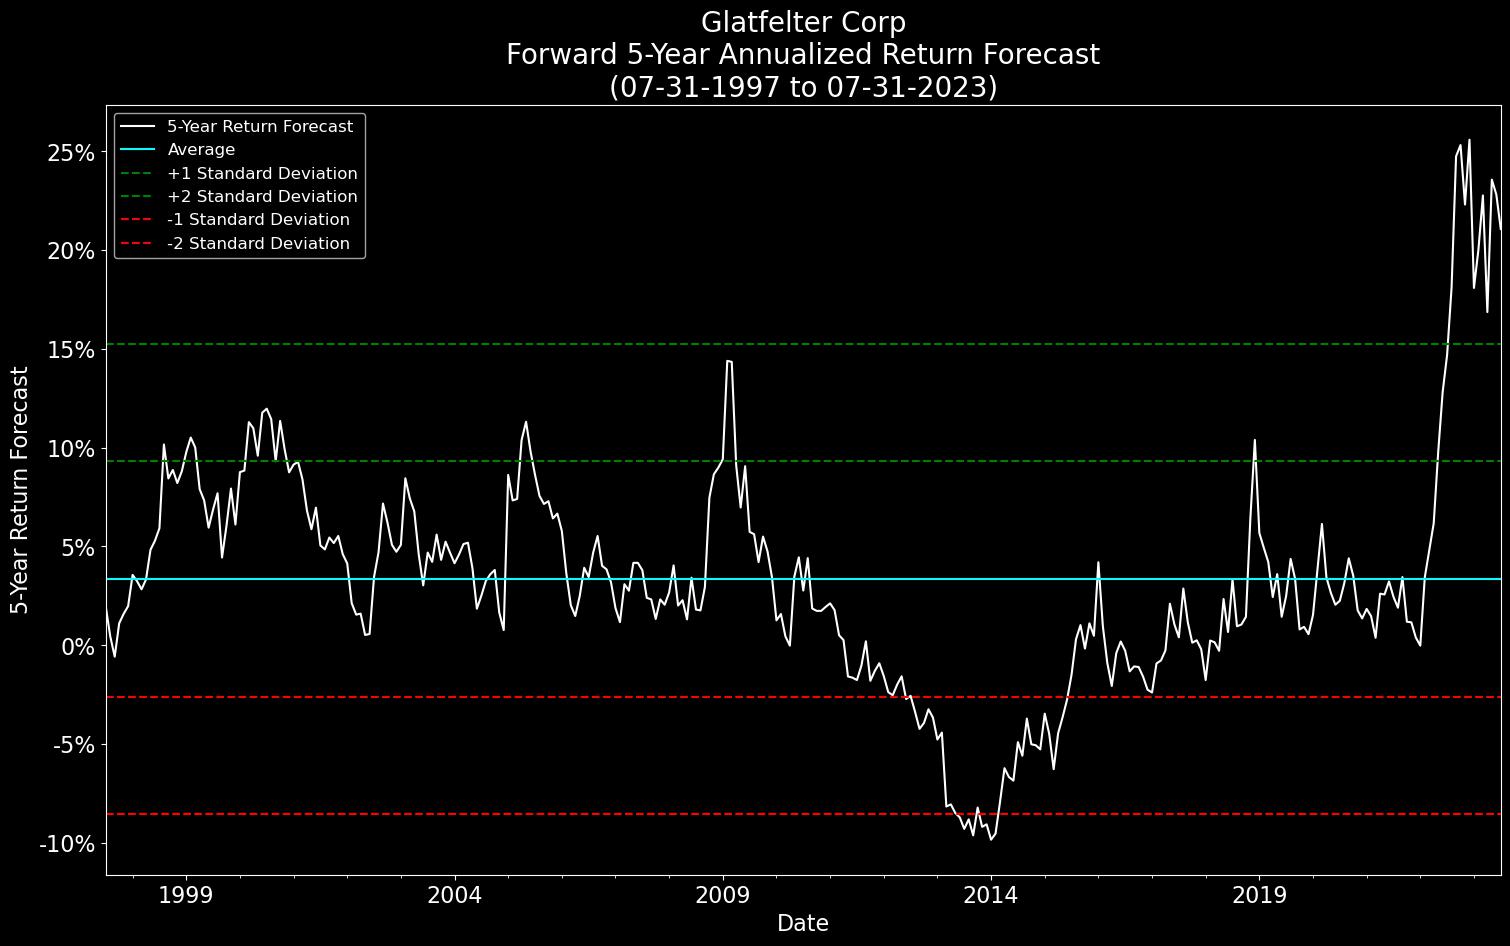 Glatfelter Corp
Forward 5-Year Annualized Return Forecast
(07-31-1997 to 07-31-2023)
5-Year Return Forecast
Average
+1 Standard Deviation
+2 Standard Deviation
-1 Standard Deviation
-2 Standard Deviation
25%
20%
15%
10%
5%
0%
-5%
-10%
5-Year Return Forecast
1999
2004
2009
2014
2019
Date